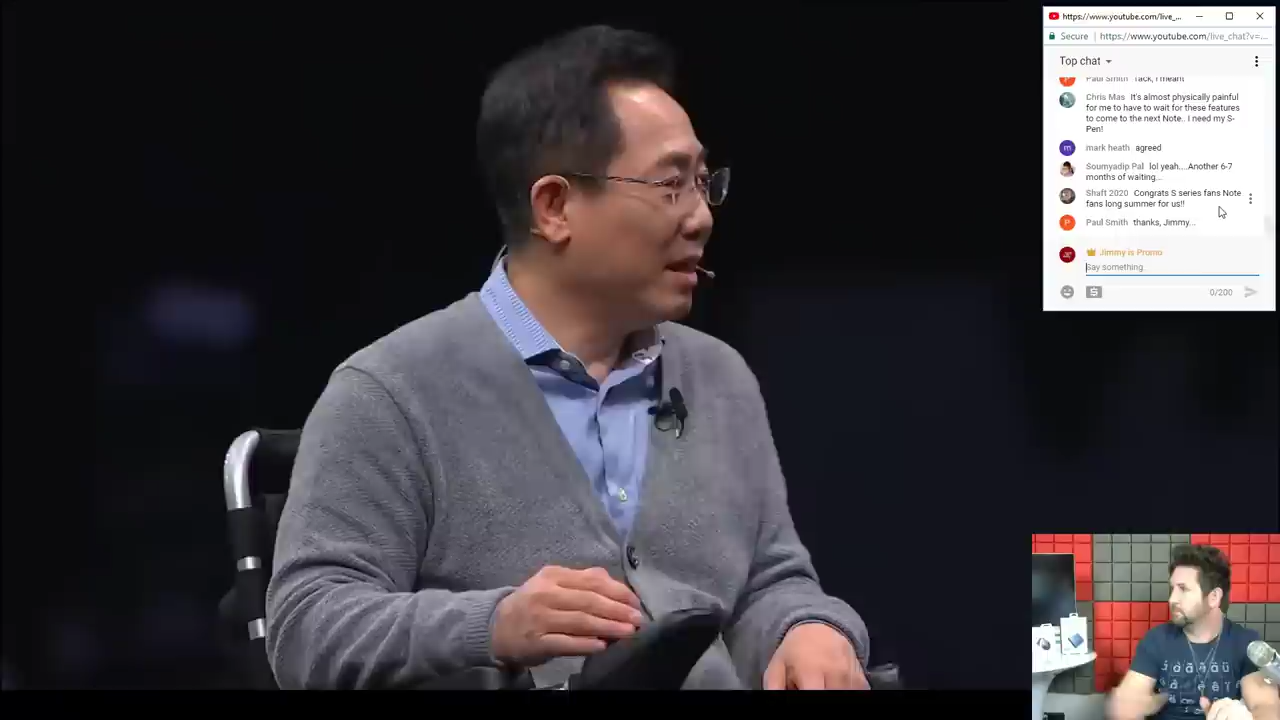 https://www.youtube.com/live_...
Secure https://www.youtube.com/live_chat?v=...
Top chat
Paul Smith Tack, I meant
Chris Mas It's almost physically painful
for me to have to wait for these features
to come to the next Note.. I need my S-
Pen!
mark heath agreed
Soumyadip Pal lol yeah....Another 6-7
months of waiting...
Shaft 2020 Congrats S series fans Note
fans long summer for us!!
Paul Smith thanks, Jimmy...
Jimmy is Promo
Say something...
0/200